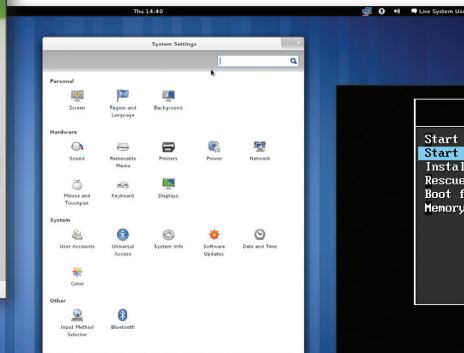 Thu 14:40
Live System Use
System Settings
Personal
Screen
Region and
Language
Background
Hardware
Sound
Removable
Media
Printers
Power
Network
Mouse and
Touchpad
Keyboard
Displays
System
User Accounts
Universal
Access
System Info
Software
Updates
Date and Time
Color
Other
Input Method
Selector
Bluetooth
Start
Start
Instal
Rescue
Boot f
Memory